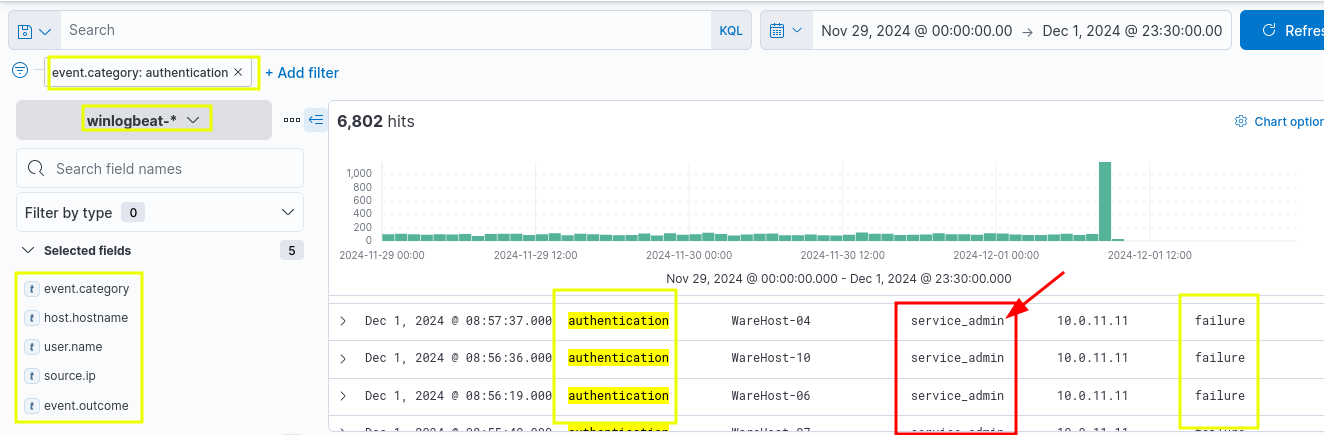 Search KQL Nov 29, 2024 @ 00:00:00.00 → Dec 1, 2024 @ 23:30:00.00 Refre
event.category: authentication × + Add filter
winlogbeat-*
6,802 hits Chart option
Search field names
Filter by type 0
Selected fields 5
event.category
host.hostname
user.name
source.ip
event.outcome
1,000
800
600
400
200
0
2024-11-29 00:00 2024-11-29 12:00 2024-11-30 00:00 2024-11-30 12:00 2024-12-01 00:00 2024-12-01 12:00
Nov 29, 2024 @ 00:00:00.000 - Dec 1, 2024 @ 23:30:00.000
Dec 1, 2024 @ 08:57:37.000 authentication WareHost-04 service_admin 10.0.11.11 failure
Dec 1, 2024 @ 08:56:36.000 authentication WareHost-10 service_admin 10.0.11.11 failure
Dec 1, 2024 @ 08:56:19.000 authentication WareHost-06 service_admin 10.0.11.11 failure